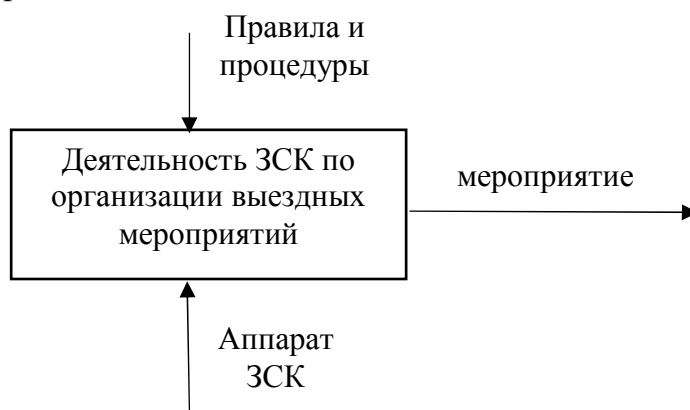 Правила и
процедуры
Деятельность ЗСК по
организации выездных
мероприятий
мероприятие
Аппарат
ЗСК